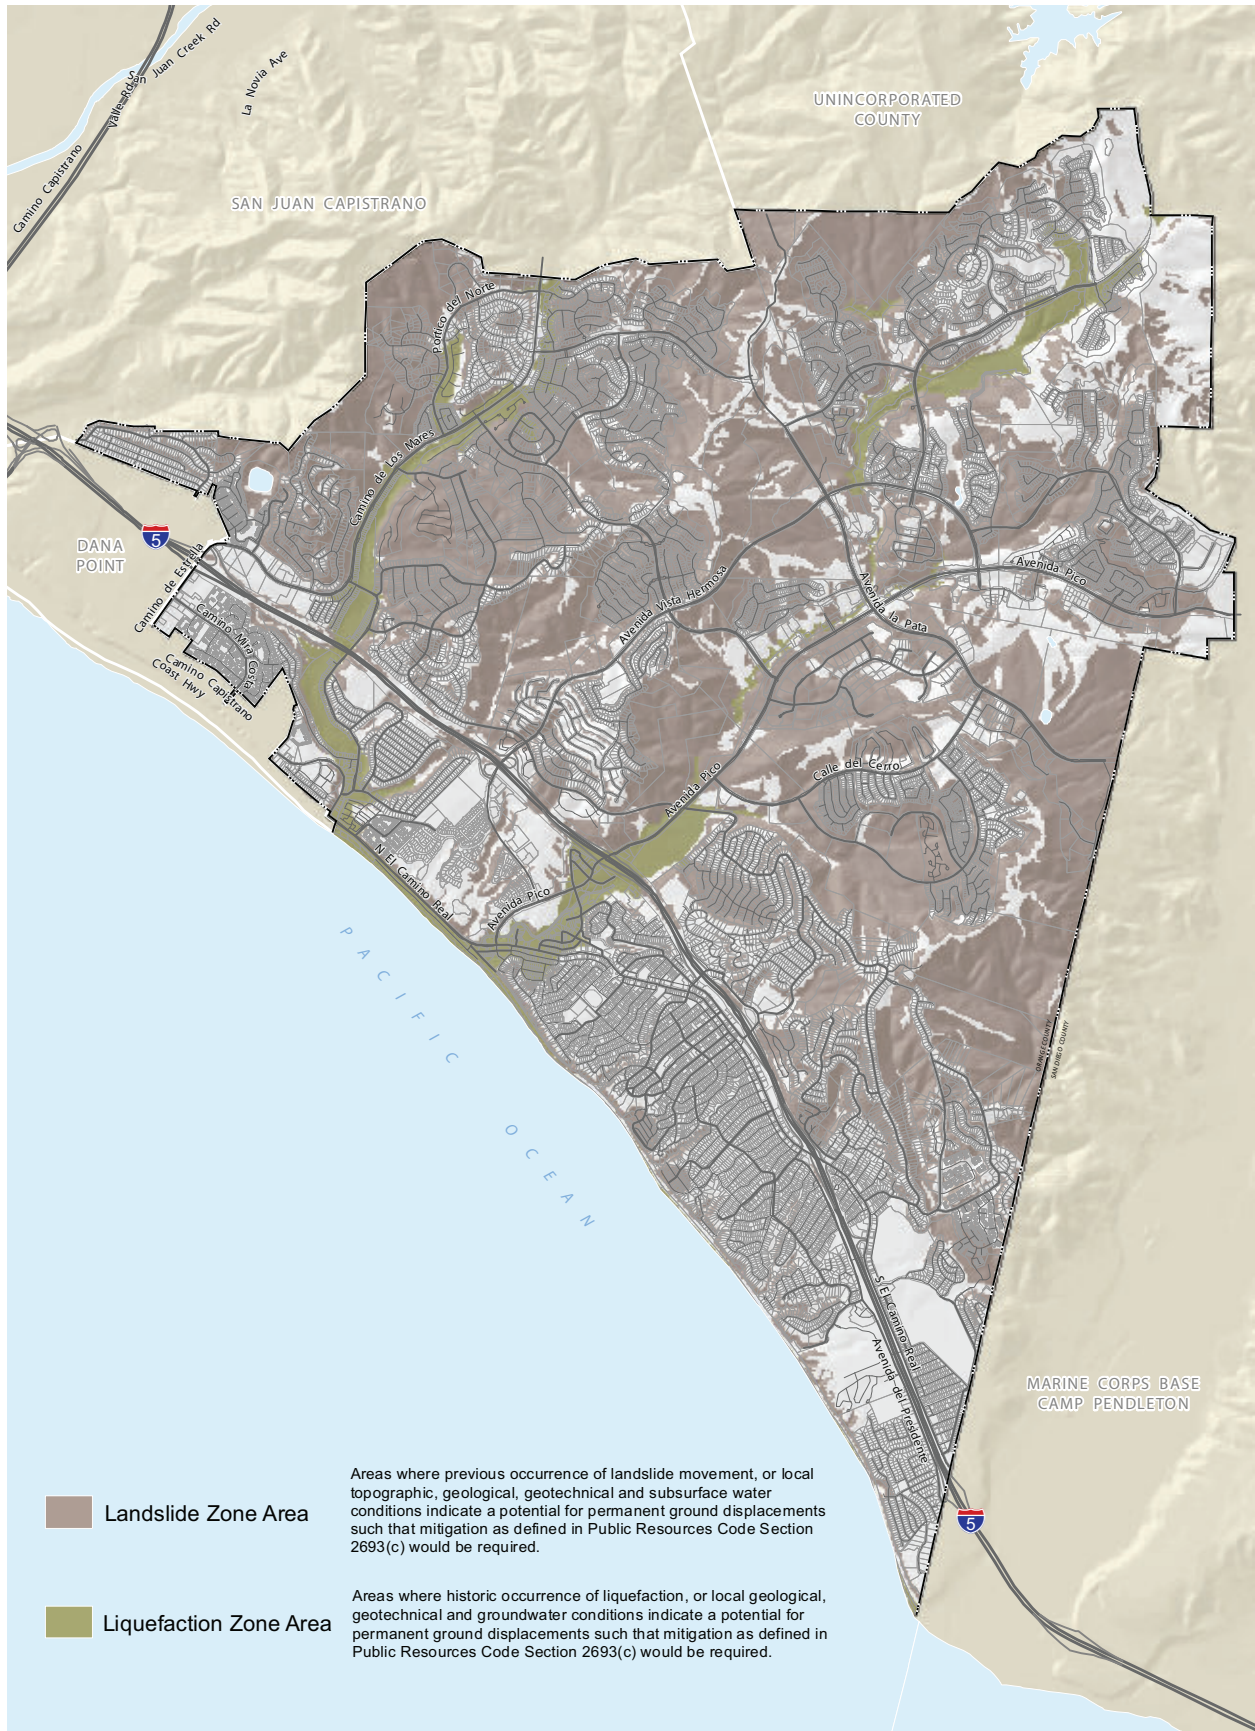 San Juan Creek Rd
Valle Rd
La Novia Ave
Camino Capistrano
UNINCORPORATED
COUNTY
SAN JUAN CAPISTRANO
Portico del Norte
Camino de Los Mares
DANA
POINT
5
Camino de Estrella
Camino Mira Costa
Camino Capistrano
Coast Hwy
Avenida Vista Hermosa
Avenida la Pata
Avenida Pico
Avenida Pico
Calle del Cerro
N El Camino Real
Avenida Pico
PACIFIC OCEAN
ORANGE COUNTY
SAN DIEGO COUNTY
S El Camino Real
Avenida del Presidente
MARINE CORPS BASE
CAMP PENDLETON
5
Landslide Zone Area
Areas where previous occurrence of landslide movement, or local
topographic, geological, geotechnical and subsurface water
conditions indicate a potential for permanent ground displacements
such that mitigation as defined in Public Resources Code Section
2693(c) would be required.
Liquefaction Zone Area
Areas where historic occurrence of liquefaction, or local geological,
geotechnical and groundwater conditions indicate a potential for
permanent ground displacements such that mitigation as defined in
Public Resources Code Section 2693(c) would be required.